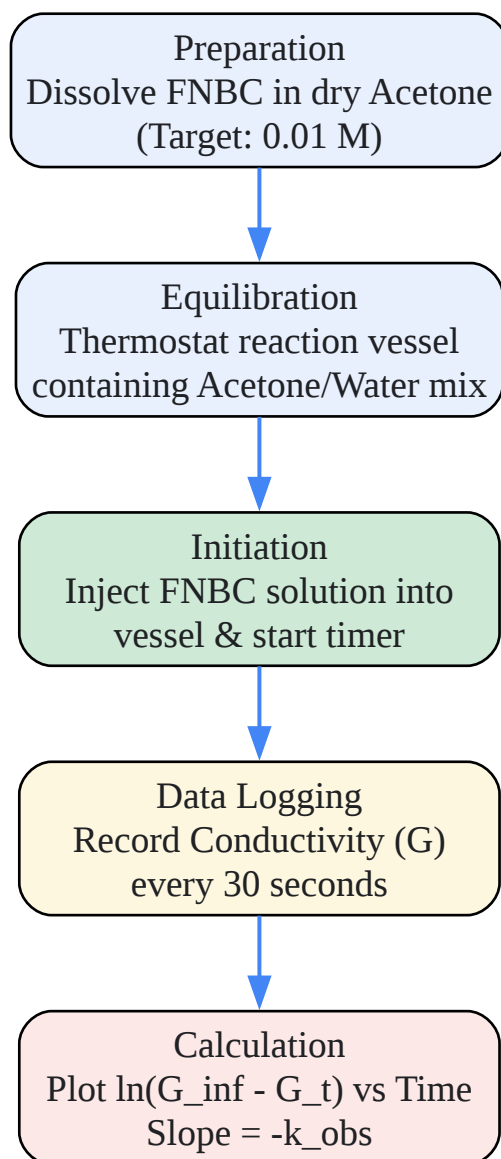 Preparation
Dissolve FNBC in dry Acetone
(Target: 0.01 M)
Equilibration
Thermostat reaction vessel
containing Acetone/Water mix
Initiation
Inject FNBC solution into
vessel & start timer
Data Logging
Record Conductivity (G)
every 30 seconds
Calculation
Plot ln(G_inf - G_t) vs Time
Slope = -k_obs